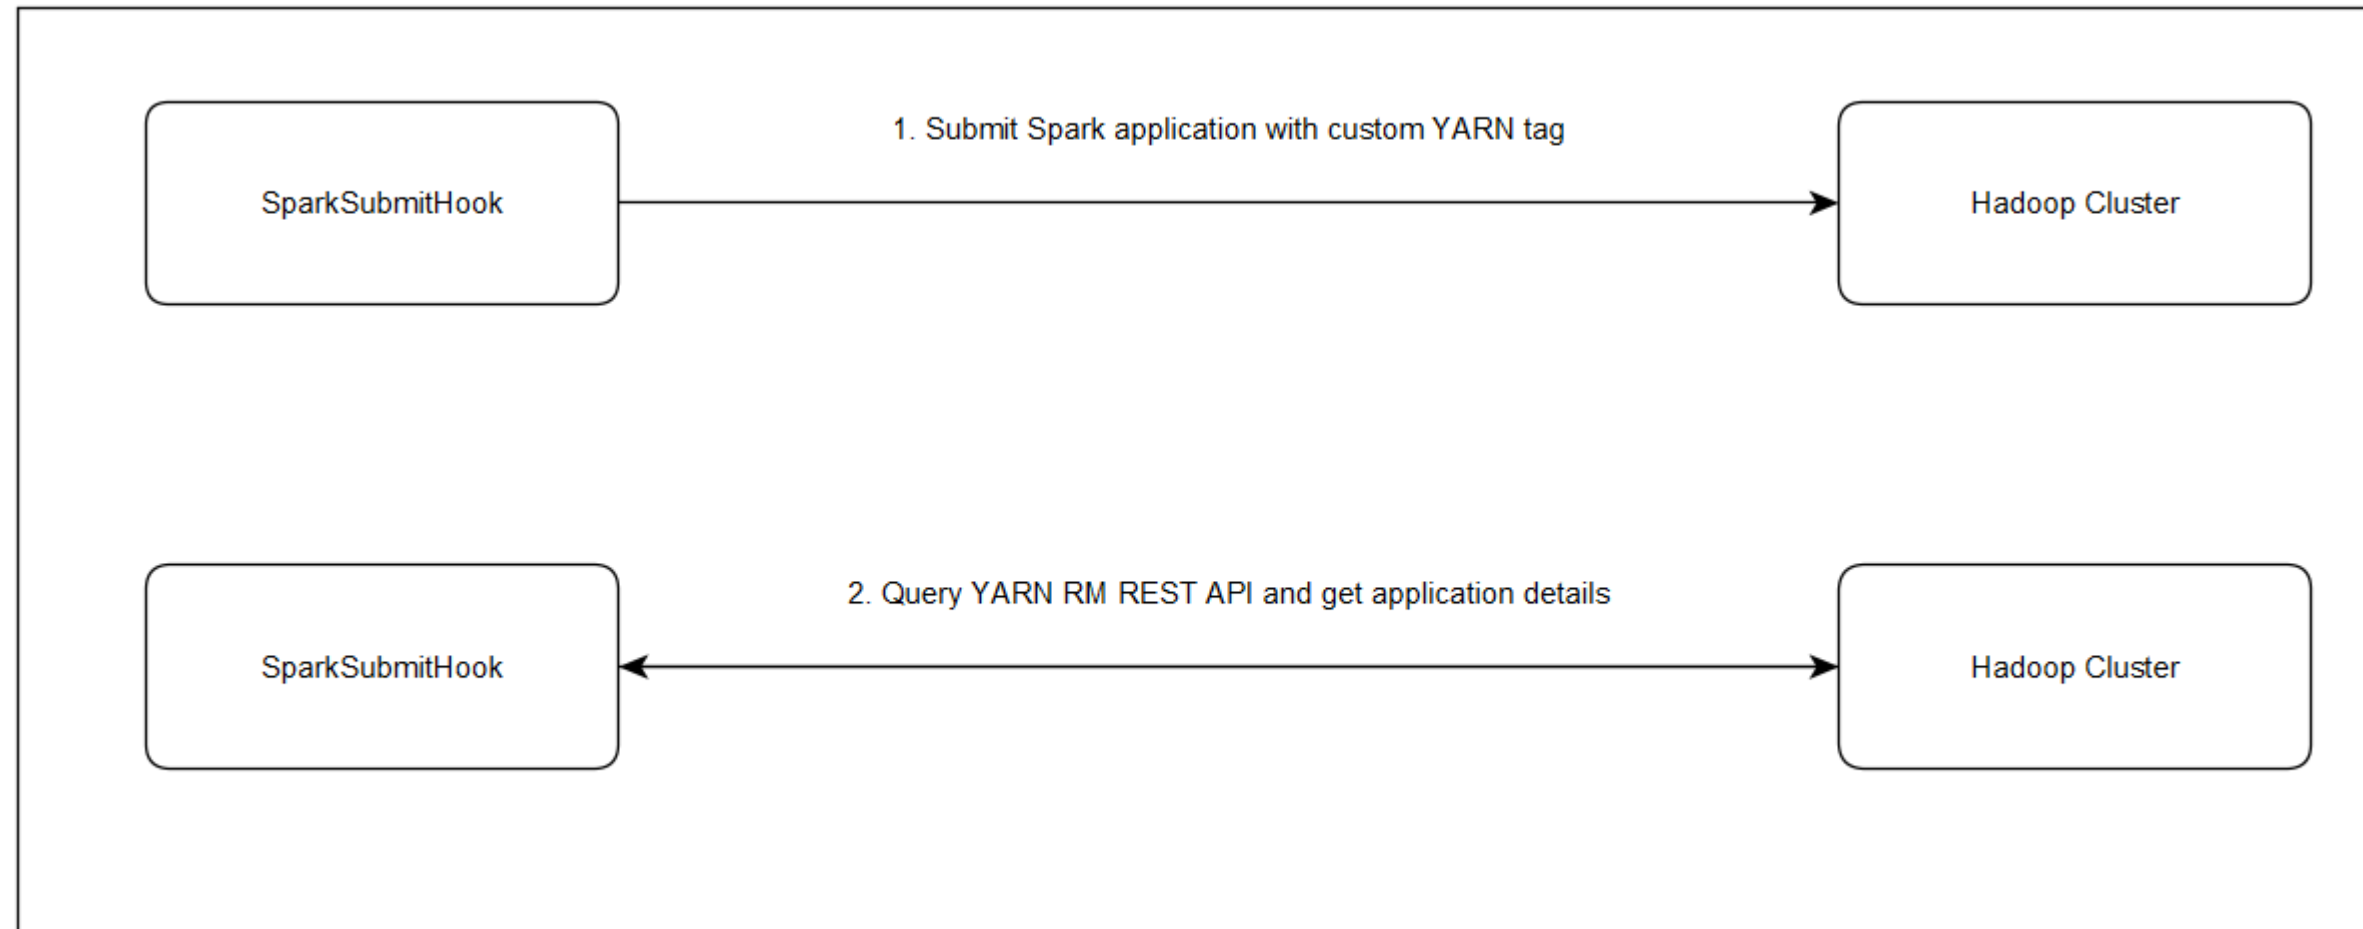 1. Submit Spark application with custom YARN tag
SparkSubmitHook
Hadoop Cluster
2. Query YARN RM REST API and get application details
SparkSubmitHook
Hadoop Cluster